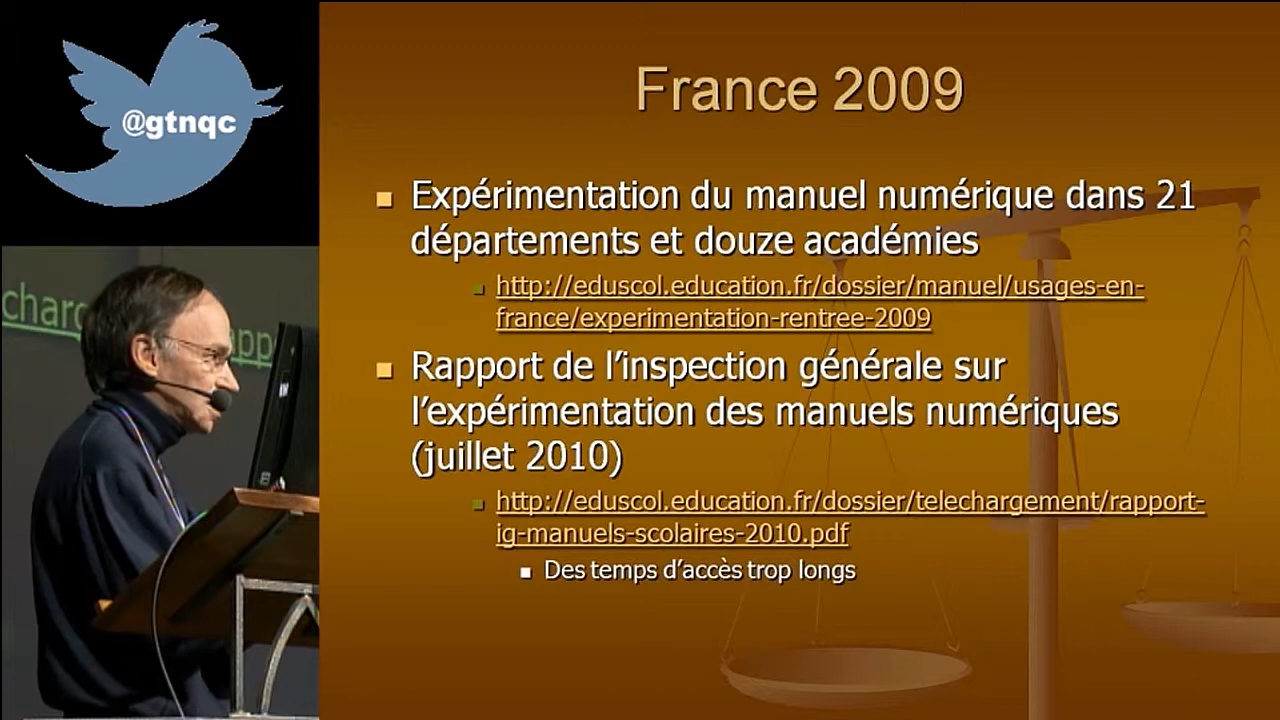 @gtnqc
France 2009
Expérimentation du manuel numérique dans 21
départements et douze académies
http://eduscol.education.fr/dossier/manuel/usages-en-
france/experimentation-rentree-2009
Rapport de l'inspection générale sur
l'expérimentation des manuels numériques
(juillet 2010)
http://eduscol.education.fr/dossier/telechargement/rapport-
ig-manuels-scolaires-2010.pdf
Des temps d'accès trop longs
charg
app